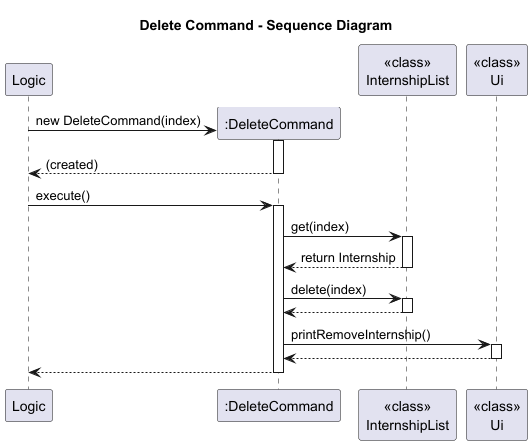 Delete Command - Sequence Diagram
«class»
InternshipList
«class»
Ui
Logic
:DeleteCommand
new DeleteCommand(index)
(created)
execute()
get(index)
return Internship
delete(index)
printRemoveInternship()
Logic
:DeleteCommand
«class»
InternshipList
«class»
Ui